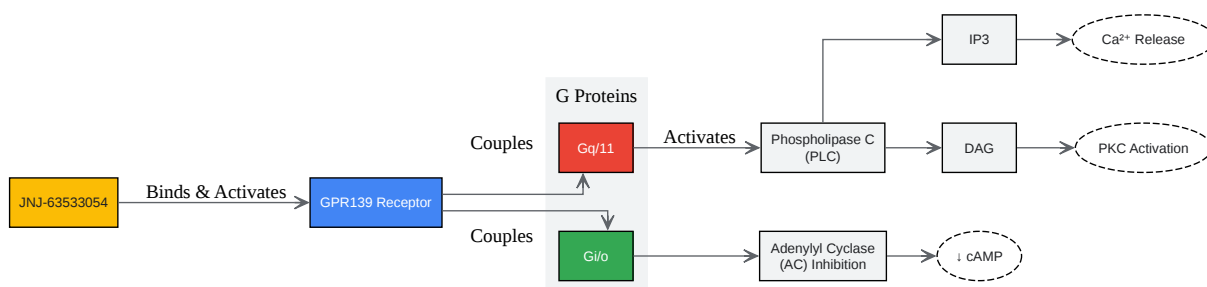 IP3
Ca²⁺ Release
G Proteins
Couples
Gq/11
Activates
Phospholipase C
(PLC)
DAG
PKC Activation
JNJ-63533054
Binds & Activates
GPR139 Receptor
Couples
Gi/o
Adenylyl Cyclase
(AC) Inhibition
↓ cAMP